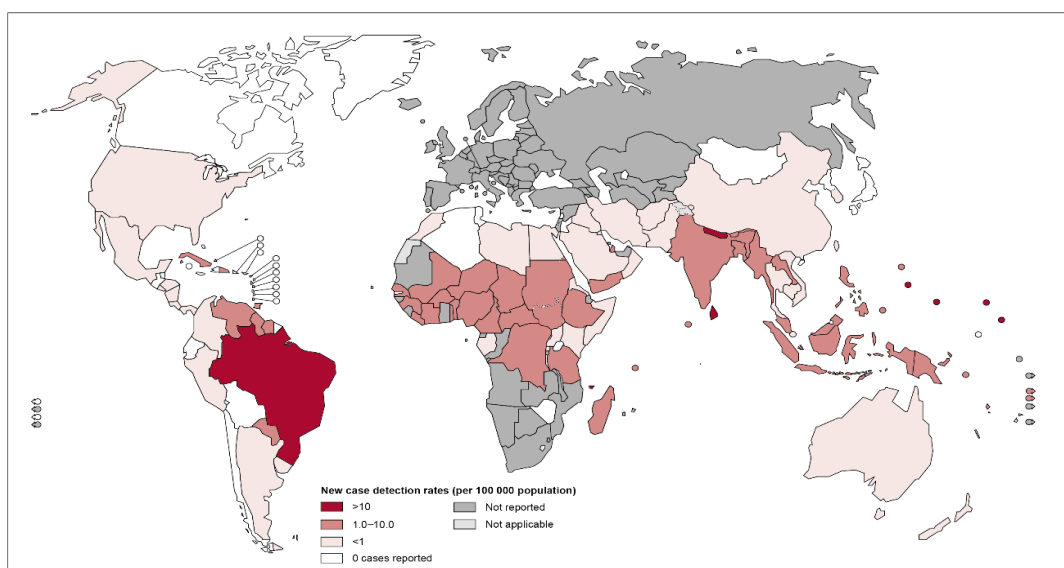 New case detection rates (per 100 000 population)
>10
1.0–10.0
<1
0 cases reported
Not reported
Not applicable